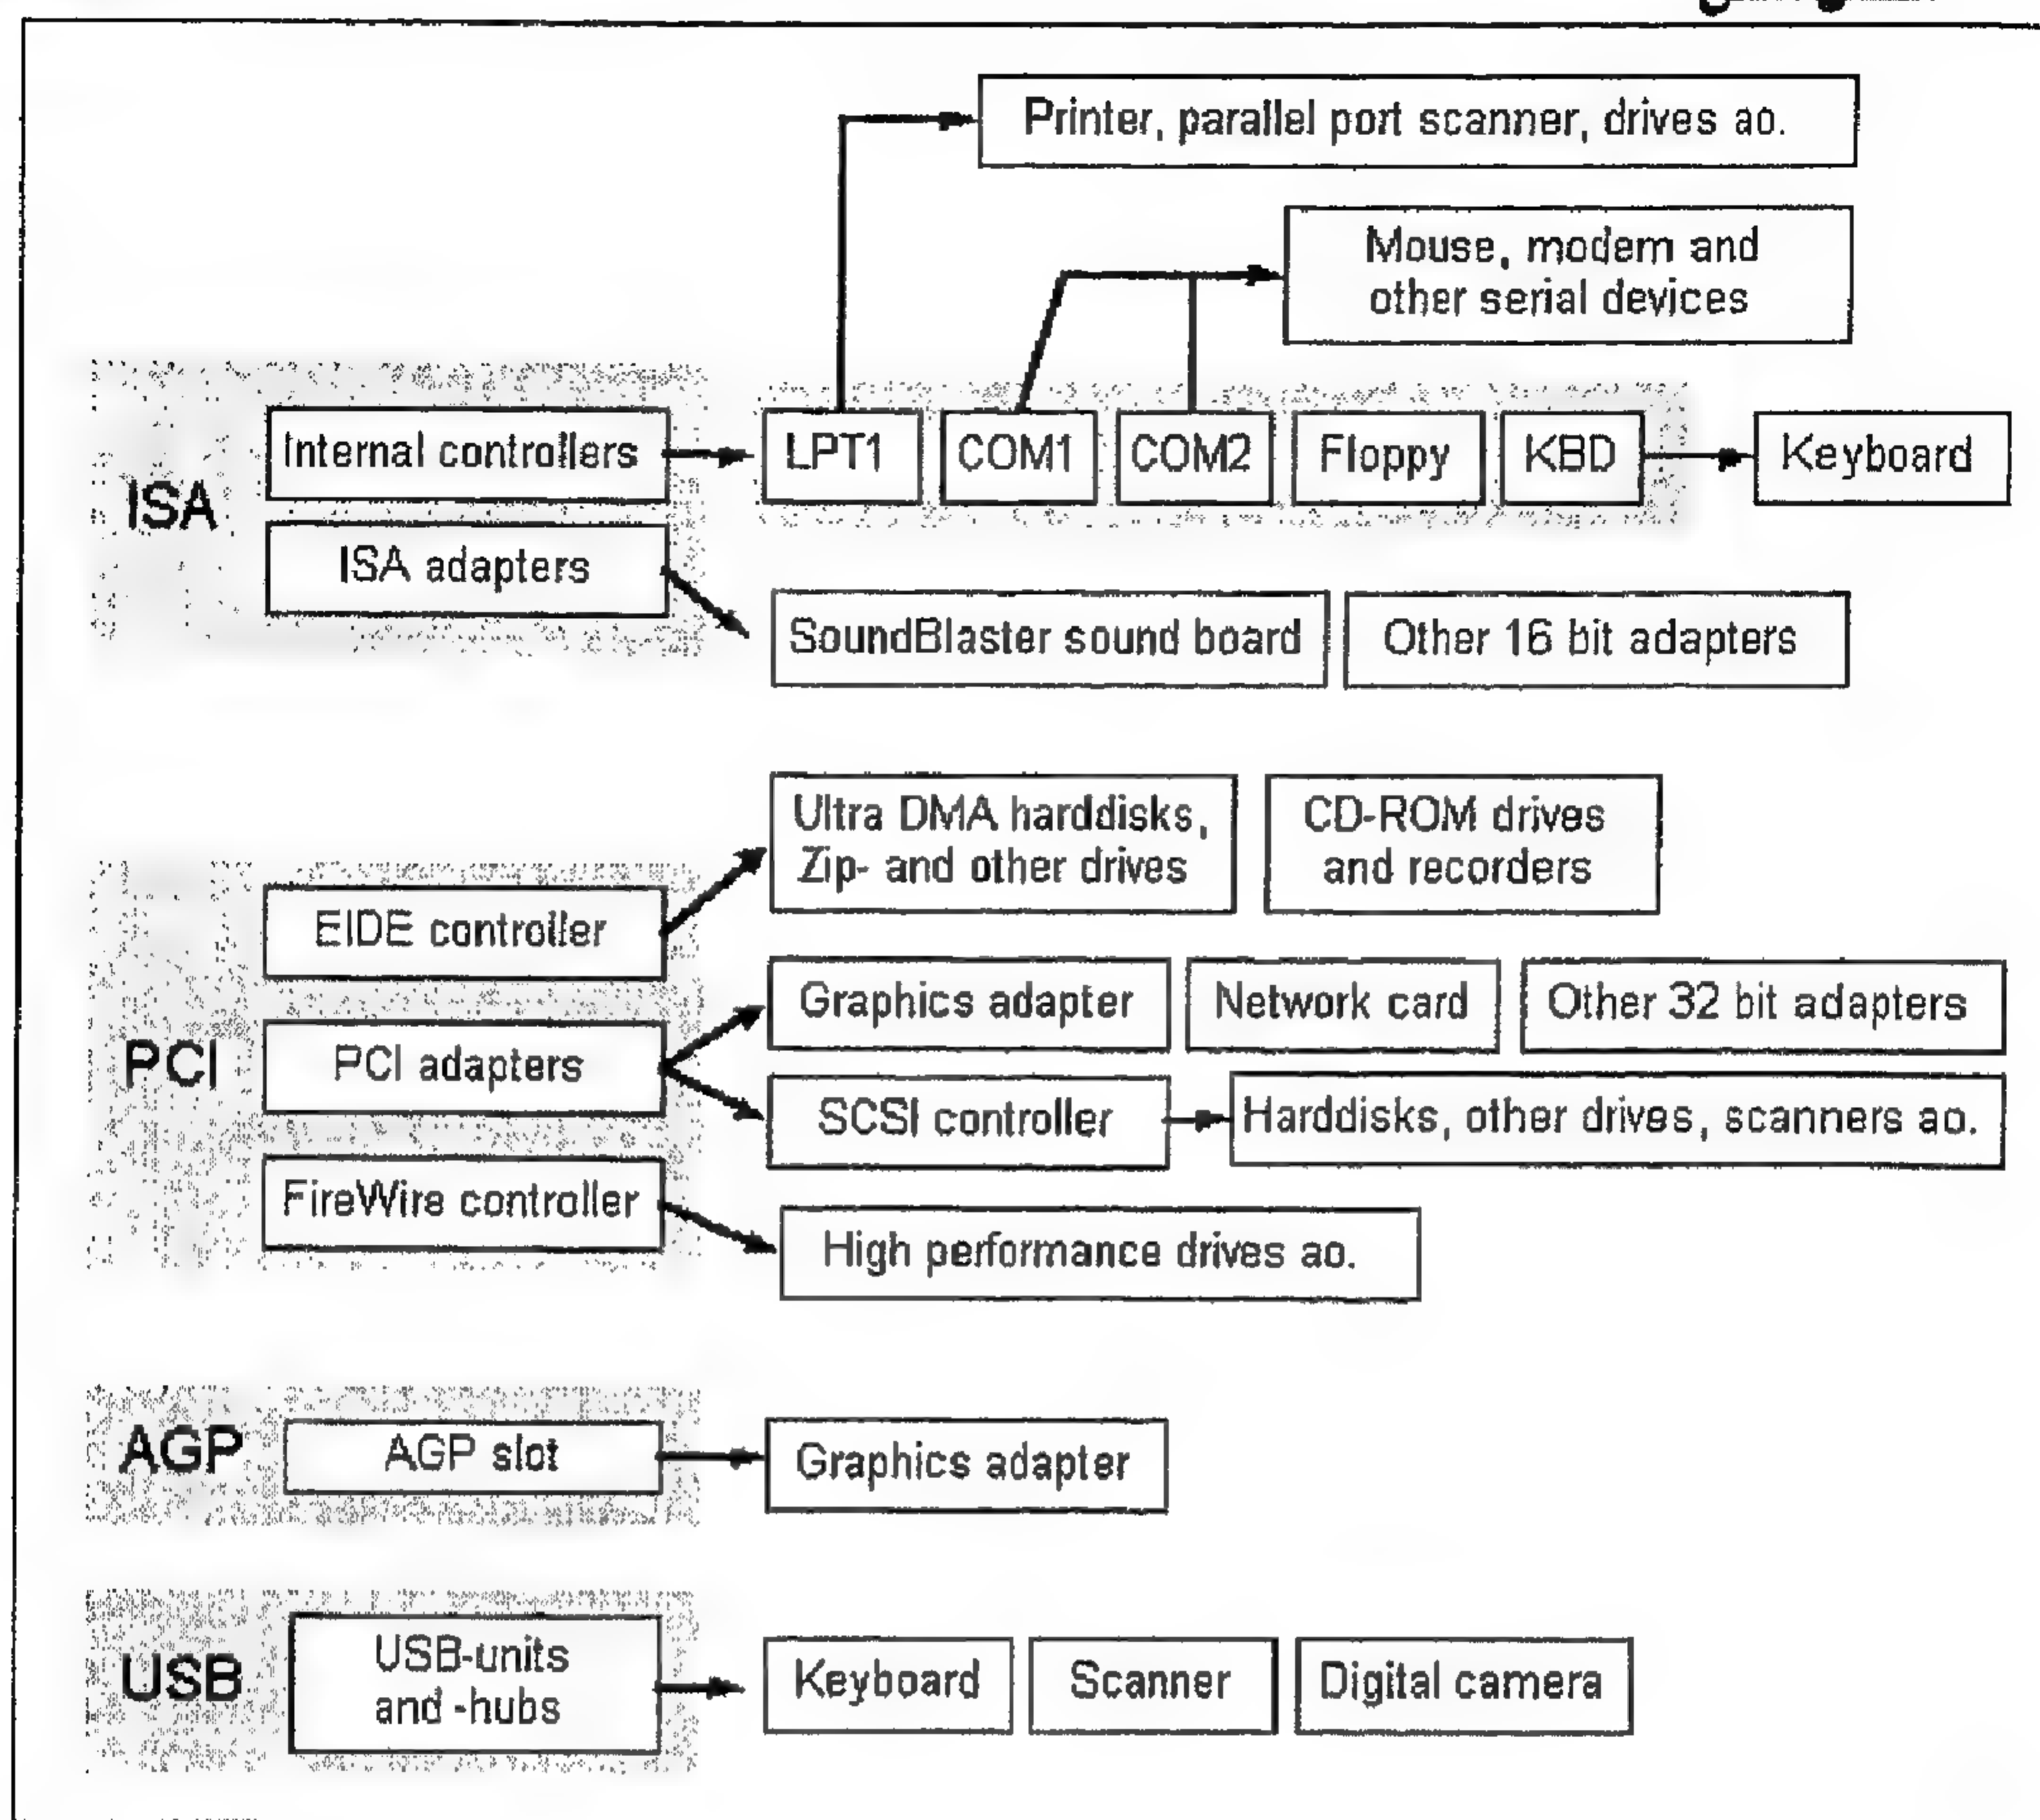 Printer, parallel port scanner, drives ao.
Mouse, modem and
other serial devices
ISA
Internal controllers
LPT1
COM1
COM2
Floppy
KBD
Keyboard
ISA adapters
SoundBlaster sound board
Other 16 bit adapters
PCI
EIDE controller
Ultra DMA harddisks,
Zip- and other drives
CD-ROM drives
and recorders
PCI adapters
Graphics adapter
Network card
Other 32 bit adapters
SCSI controller
Harddisks, other drives, scanners ao.
FireWire controller
High performance drives ao.
AGP
AGP slot
Graphics adapter
USB
USB-units
and -hubs
Keyboard
Scanner
Digital camera